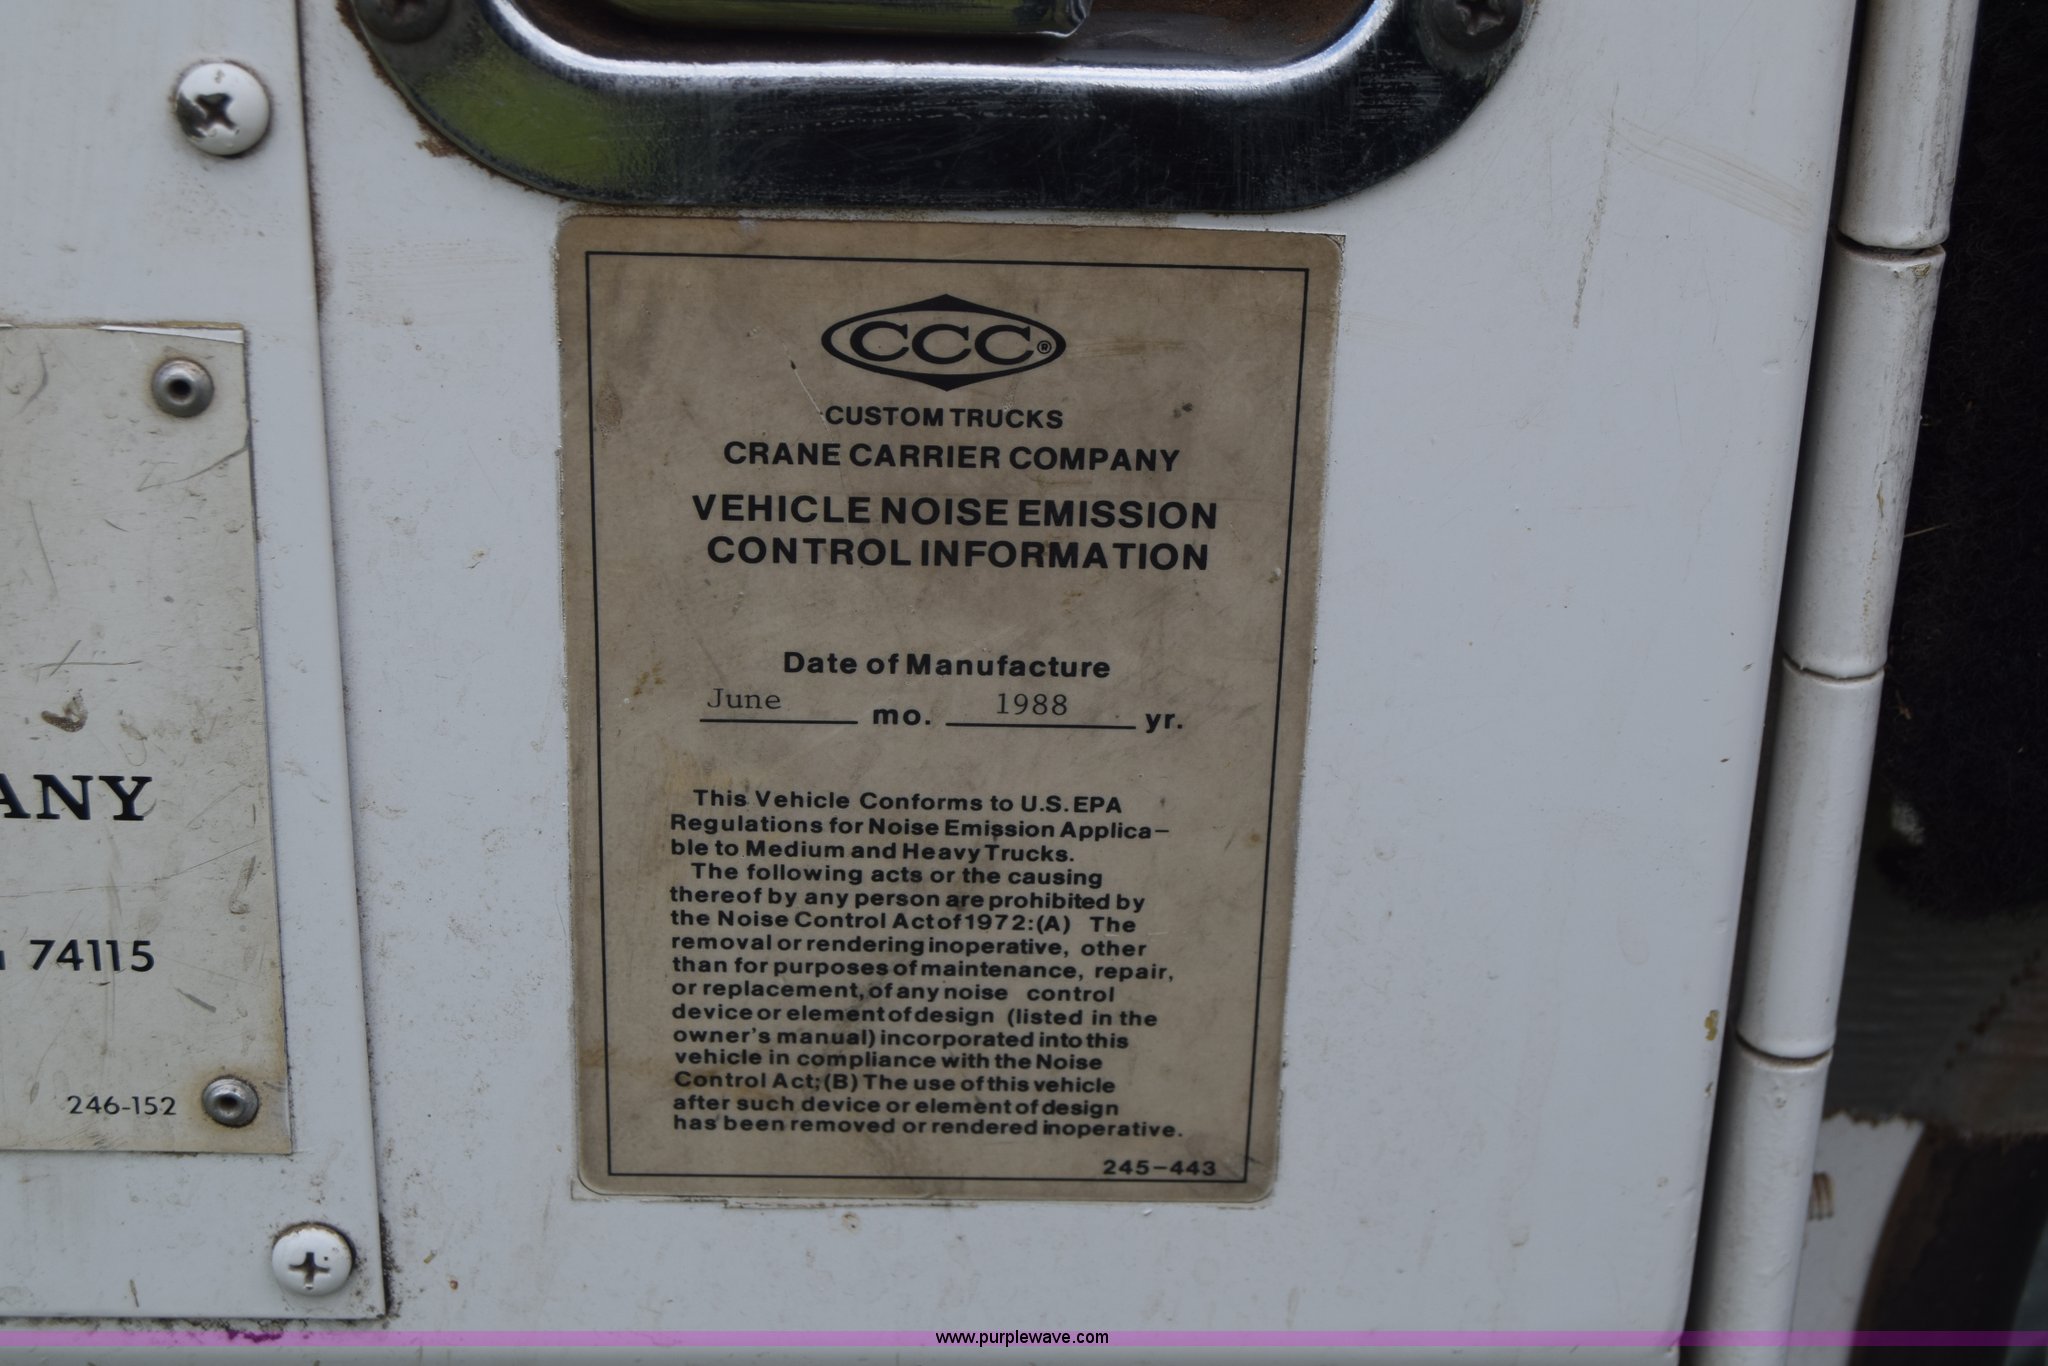 CCC®
CUSTOM TRUCKS
CRANE CARRIER COMPANY
VEHICLE NOISE EMISSION
CONTROL INFORMATION
Date of Manufacture
June mo. 1988 yr.
This Vehicle Conforms to U.S. EPA
Regulations for Noise Emission Applica-
ble to Medium and Heavy Trucks.
The following acts or the causing
thereof by any person are prohibited by
the Noise Control Act of 1972: (A) The
removal or rendering inoperative, other
than for purposes of maintenance, repair,
or replacement, of any noise control
device or element of design (listed in the
owner's manual) incorporated into this
vehicle in compliance with the Noise
Control Act; (B) The use of this vehicle
after such device or element of design
has been removed or rendered inoperative.
245-443
ANY
74115
246-152
www.purplewave.com